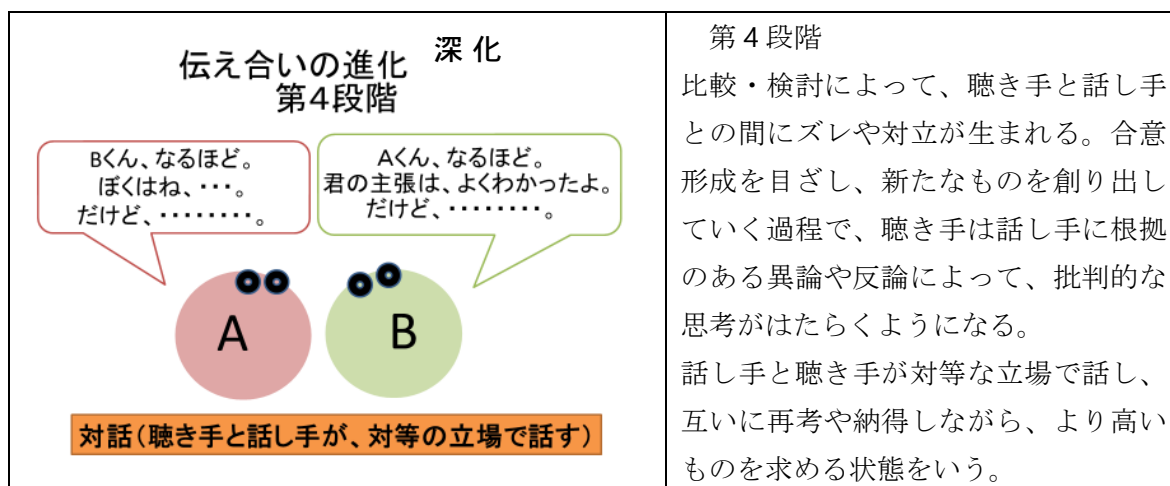 深 化
伝え合いの進化
第4段階
Bくん、なるほど。
ぼくはね、・・・。
だけど、・・・・・・・・。
Aくん、なるほど。
君の主張は、よくわかったよ。
だけど、・・・・・・・・。
A
B
対話(聴き手と話し手が、対等の立場で話す)
第4段階
比較・検討によって、聴き手と話し手
との間にズレや対立が生まれる。合意
形成を目ざし、新たなものを創り出し
ていく過程で、聴き手は話し手に根拠
のある異論や反論によって、批判的な
思考がはたらくようになる。
話し手と聴き手が対等な立場で話し、
互いに再考や納得しながら、より高い
ものを求める状態をいう。